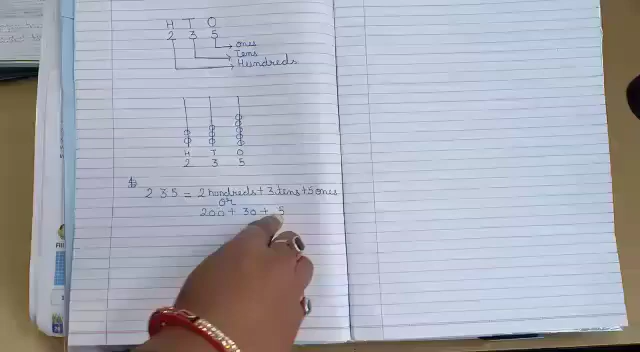 H T O
2 3 5
ones
Tens
Hundreds
H T O
2 3 5
235 = 2 hundreds + 3 tens + 5 ones
or
200 + 30 + 5